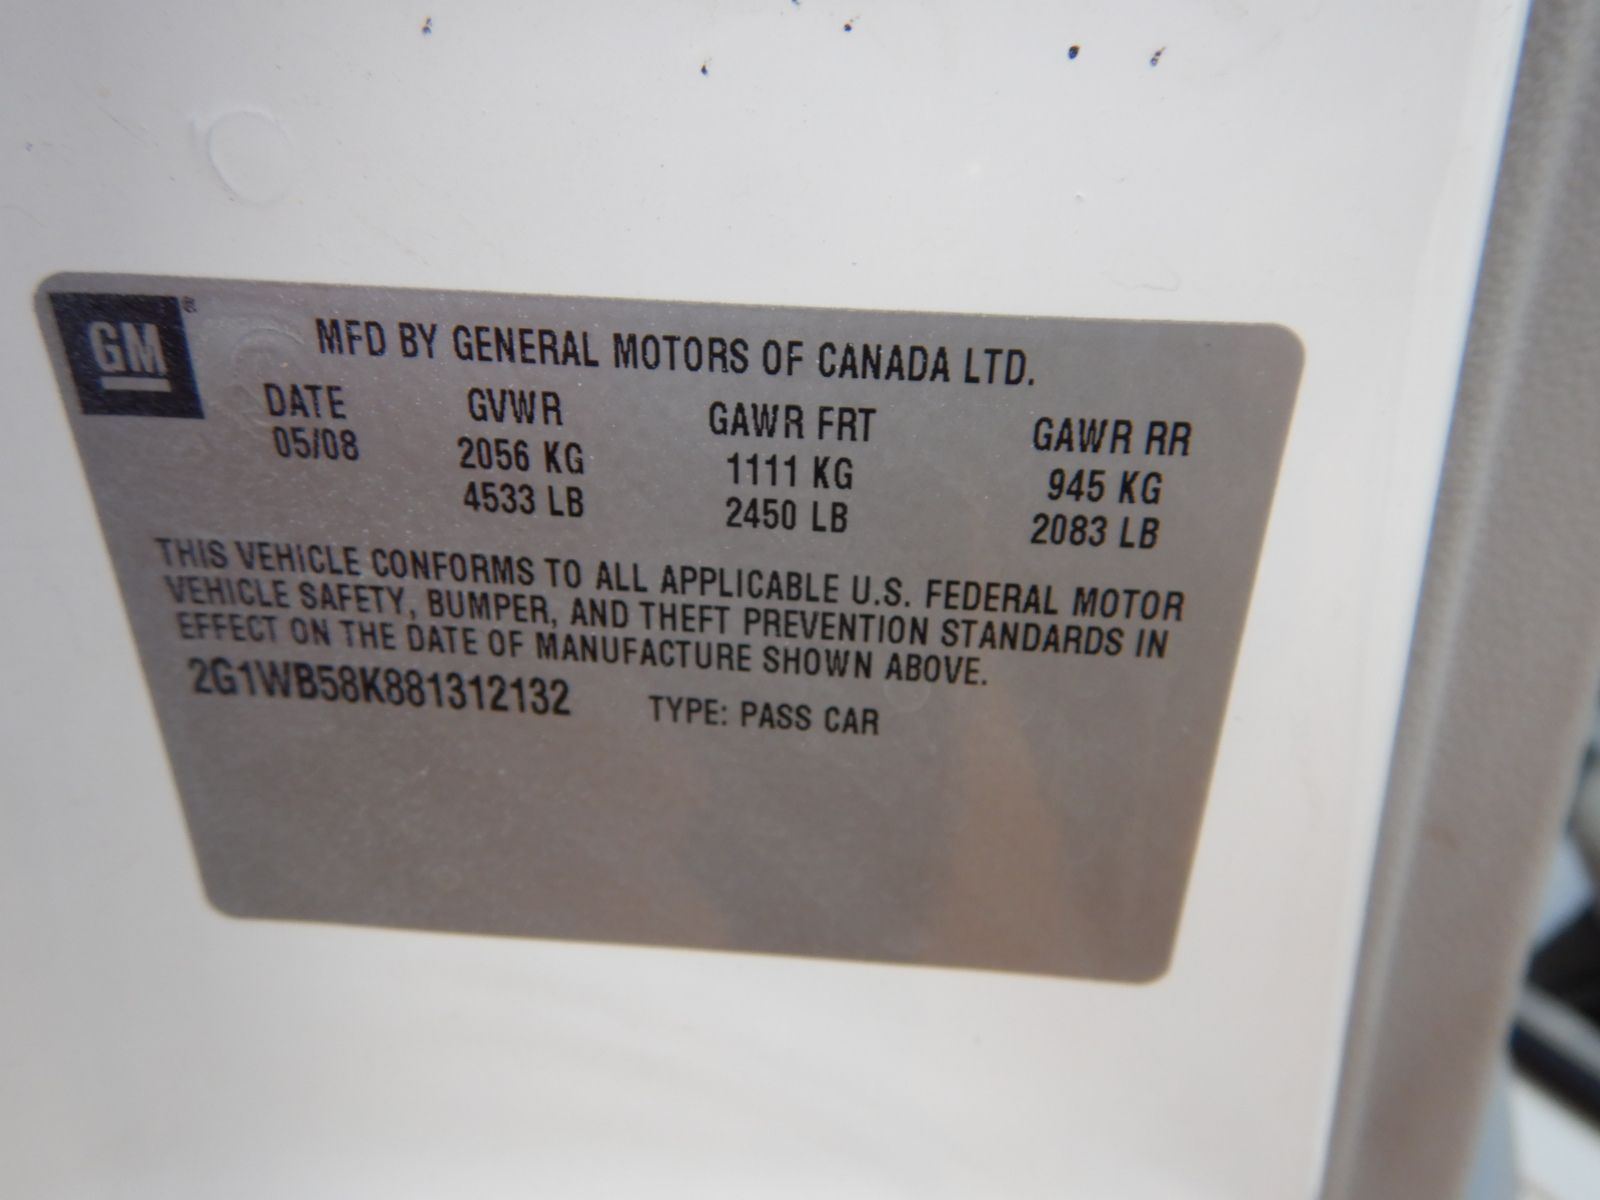 GM ®
MFD BY GENERAL MOTORS OF CANADA LTD.
DATE GVWR GAWR FRT GAWR RR
05/08 2056 KG 1111 KG 945 KG
4533 LB 2450 LB 2083 LB
THIS VEHICLE CONFORMS TO ALL APPLICABLE U.S. FEDERAL MOTOR
VEHICLE SAFETY, BUMPER, AND THEFT PREVENTION STANDARDS IN
EFFECT ON THE DATE OF MANUFACTURE SHOWN ABOVE.
2G1WB58K881312132 TYPE: PASS CAR